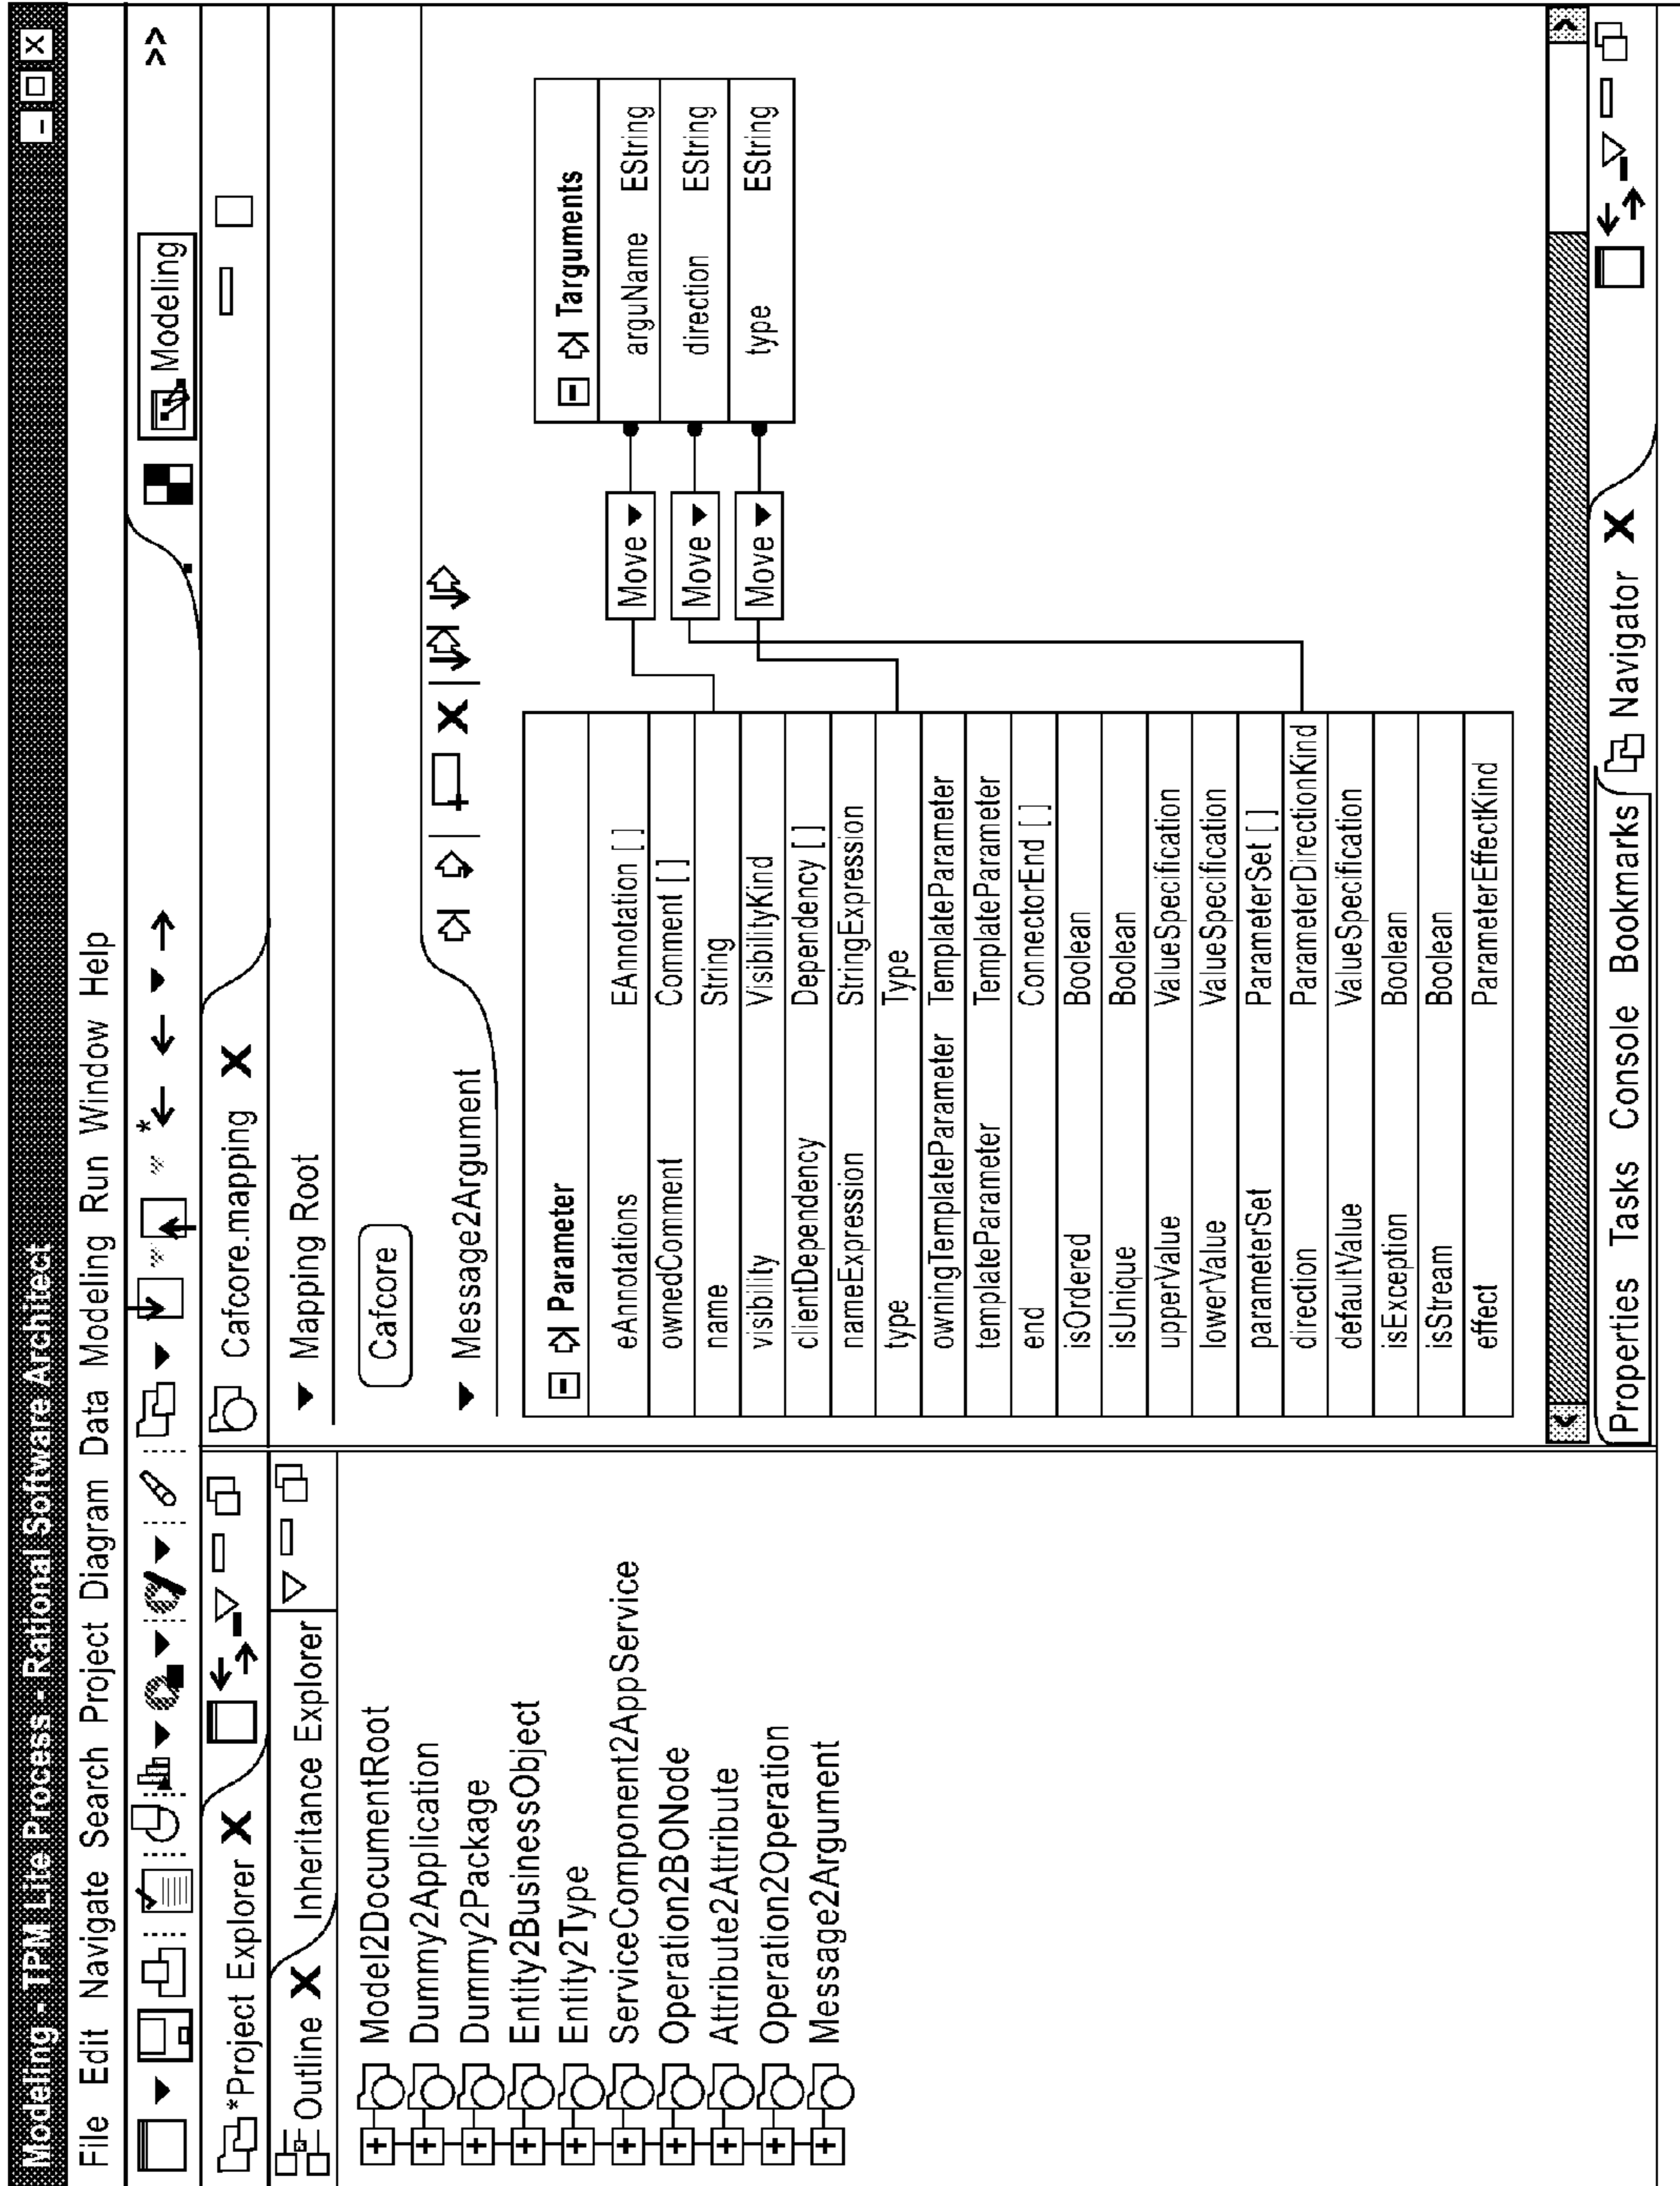 Modeling - TPM Lite Process - Rational Software Architect
File Edit Navigate Search Project Diagram Data Modeling Run Window Help
>>
Modeling
*Project Explorer X
Outline X Inheritance Explorer
Model2DocumentRoot
Dummy2Application
Dummy2Package
Entity2BusinessObject
Entity2Type
ServiceComponent2AppService
Operation2BONode
Attribute2Attribute
Operation2Operation
Message2Argument
Cafcore.mapping X
Mapping Root
Cafcore
Message2Argument
Parameter
eAnnotations EAnnotation [ ]
ownedComment Comment [ ]
name String
visibility VisibilityKind
clientDependency Dependency [ ]
nameExpression StringExpression
type Type
owningTemplateParameter TemplateParameter
templateParameter TemplateParameter
end ConnectorEnd [ ]
isOrdered Boolean
isUnique Boolean
upperValue ValueSpecification
lowerValue ValueSpecification
parameterSet ParameterSet [ ]
direction ParameterDirectionKind
defaultValue ValueSpecification
isException Boolean
isStream Boolean
effect ParameterEffectKind
Move
Move
Move
Targuments
arguName EString
direction EString
type EString
Properties Tasks Console Bookmarks Navigator X